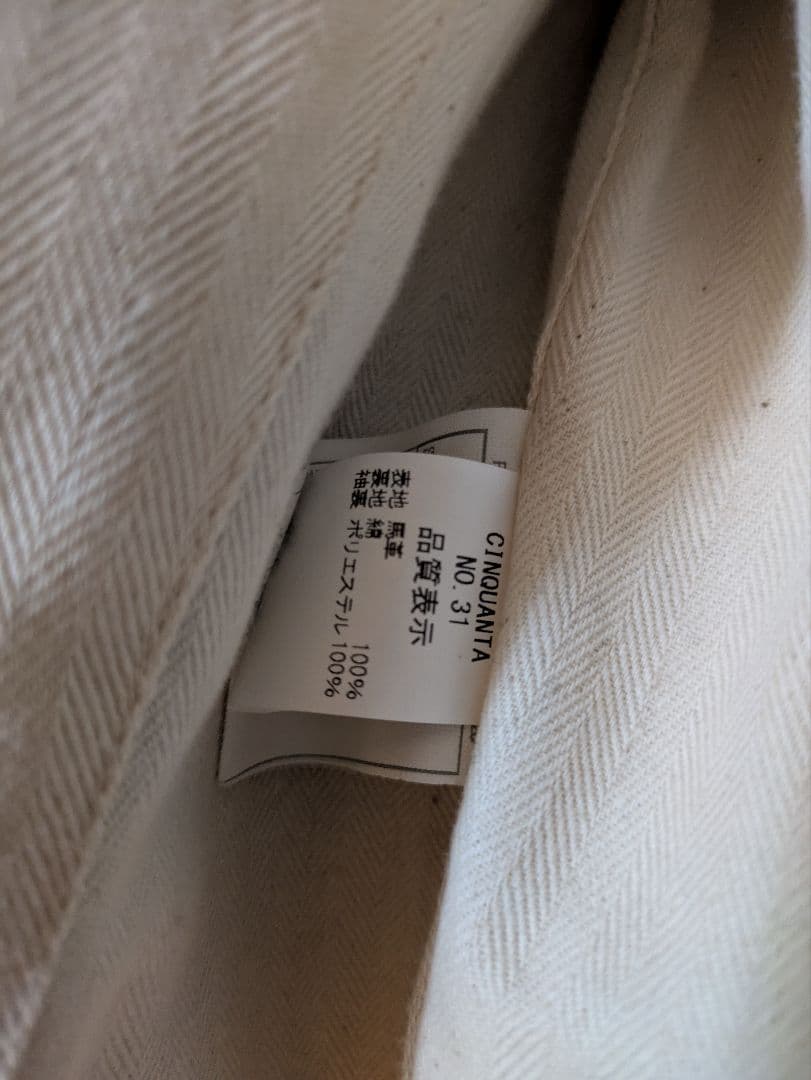 CINQUANTA
NO. 31
品質表示
表地 馬革
裏地 綿 100%
袖裏 ポリエステル 100%